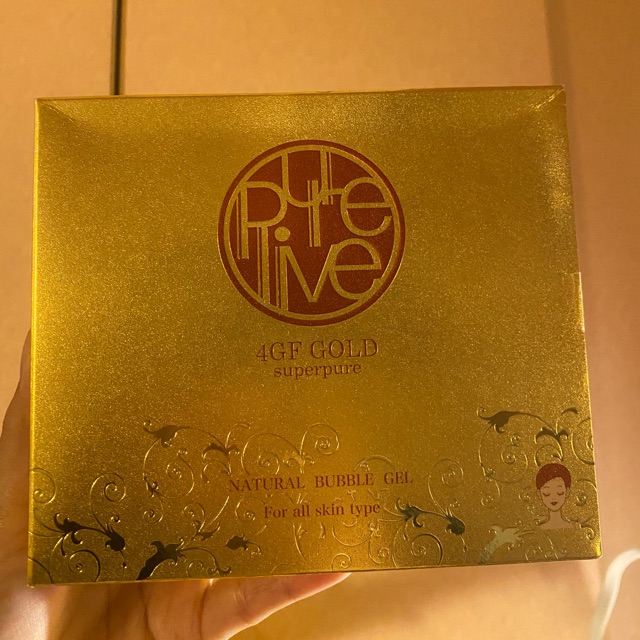 Pure
live
4GF GOLD
superpure
NATURAL BUBBLE GEL
For all skin type